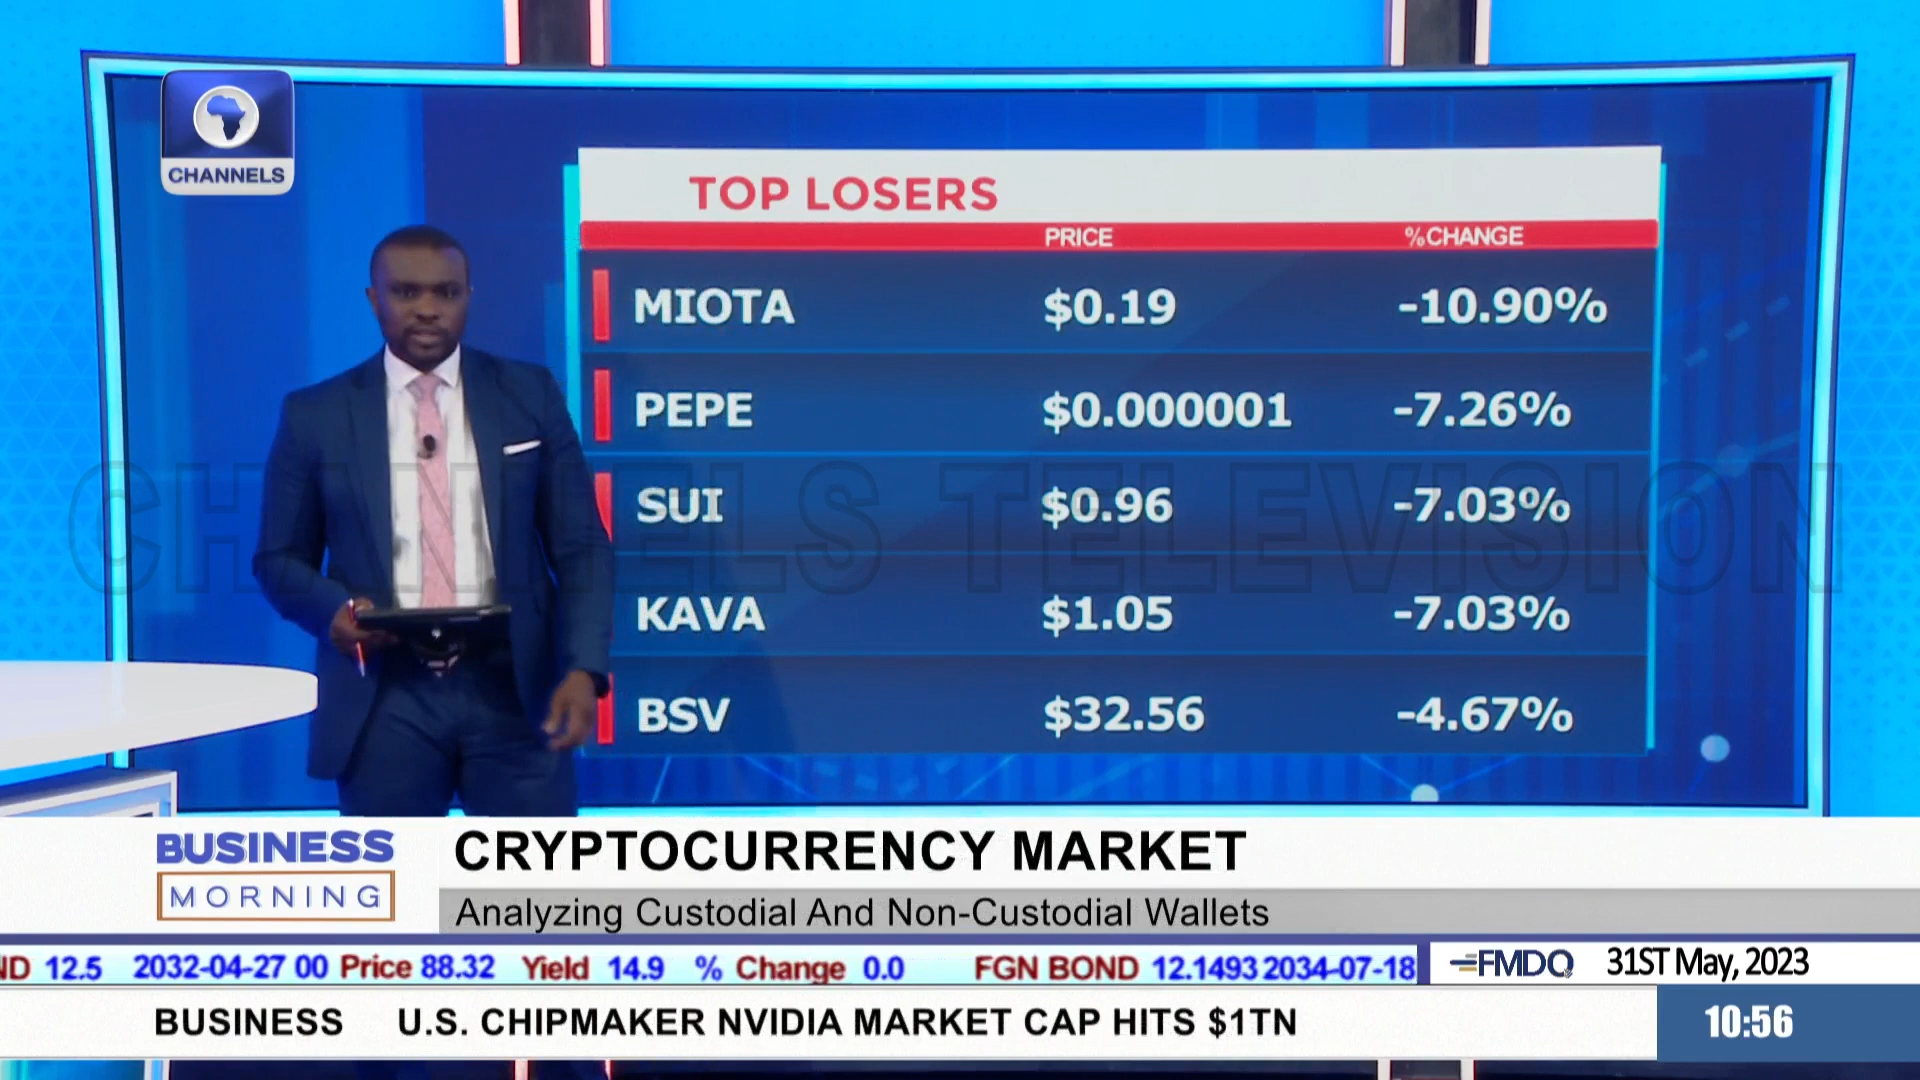 CHANNELS
TOP LOSERS
PRICE %CHANGE
MIOTA $0.19 -10.90%
PEPE $0.000001 -7.26%
SUI $0.96 -7.03%
KAVA $1.05 -7.03%
BSV $32.56 -4.67%
CHANNELS TELEVISION
BUSINESS
MORNING
CRYPTOCURRENCY MARKET
Analyzing Custodial And Non-Custodial Wallets
ND 12.5 2032-04-27 00 Price 88.32 Yield 14.9 % Change 0.0 FGN BOND 12.1493 2034-07-18
FMDQ 31ST May, 2023
BUSINESS U.S. CHIPMAKER NVIDIA MARKET CAP HITS $1TN
10:56